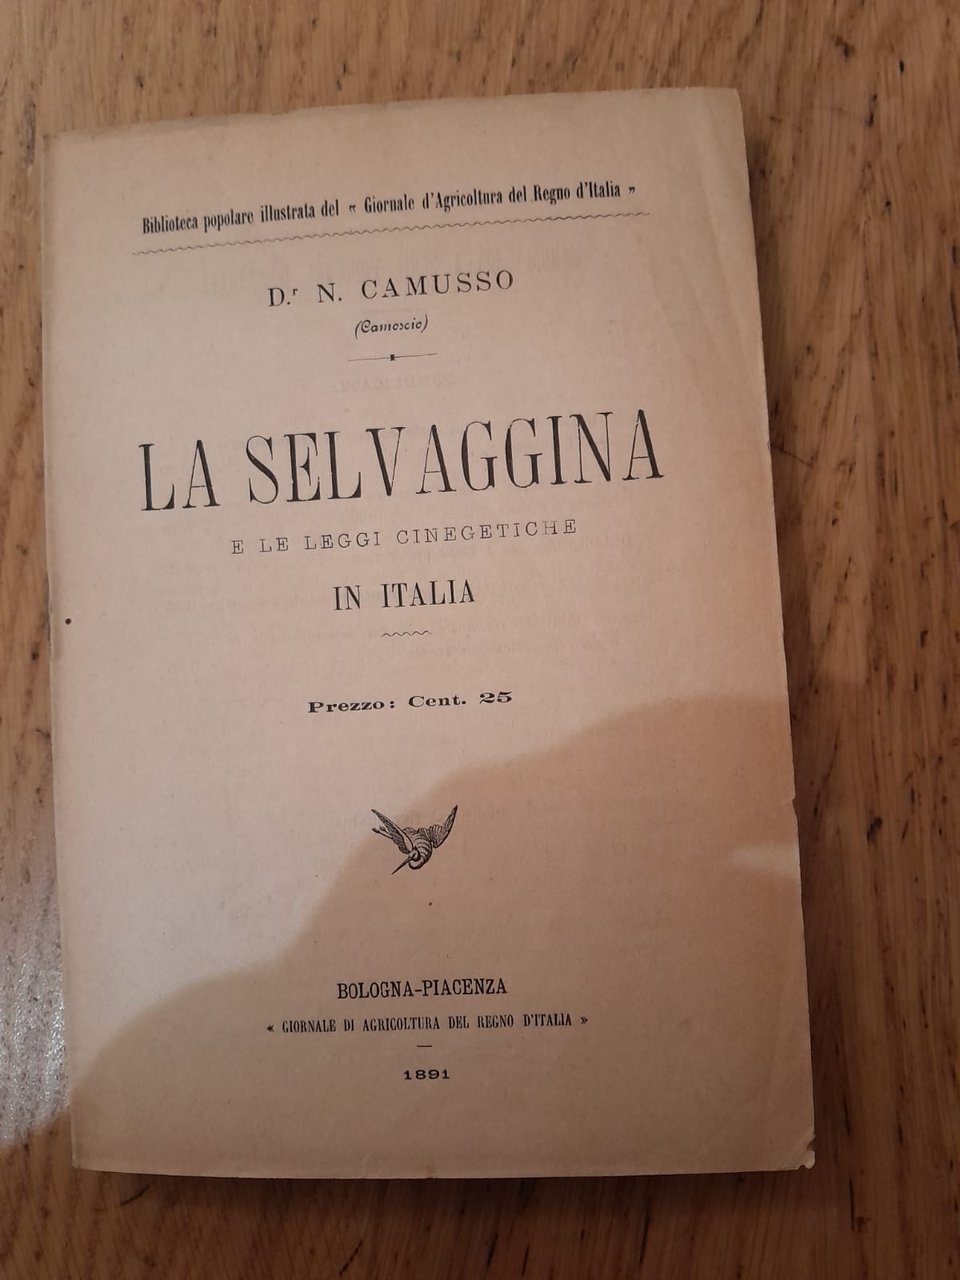 Biblioteca popolare illustrata del « Giornale d'Agricoltura del Regno d'Italia »
D.r N. CAMUSSO
(Camoscio)
LA SELVAGGINA
E LE LEGGI CINEGETICHE
IN ITALIA
Prezzo: Cent. 25
BOLOGNA-PIACENZA
« GIORNALE DI AGRICOLTURA DEL REGNO D'ITALIA »
1891